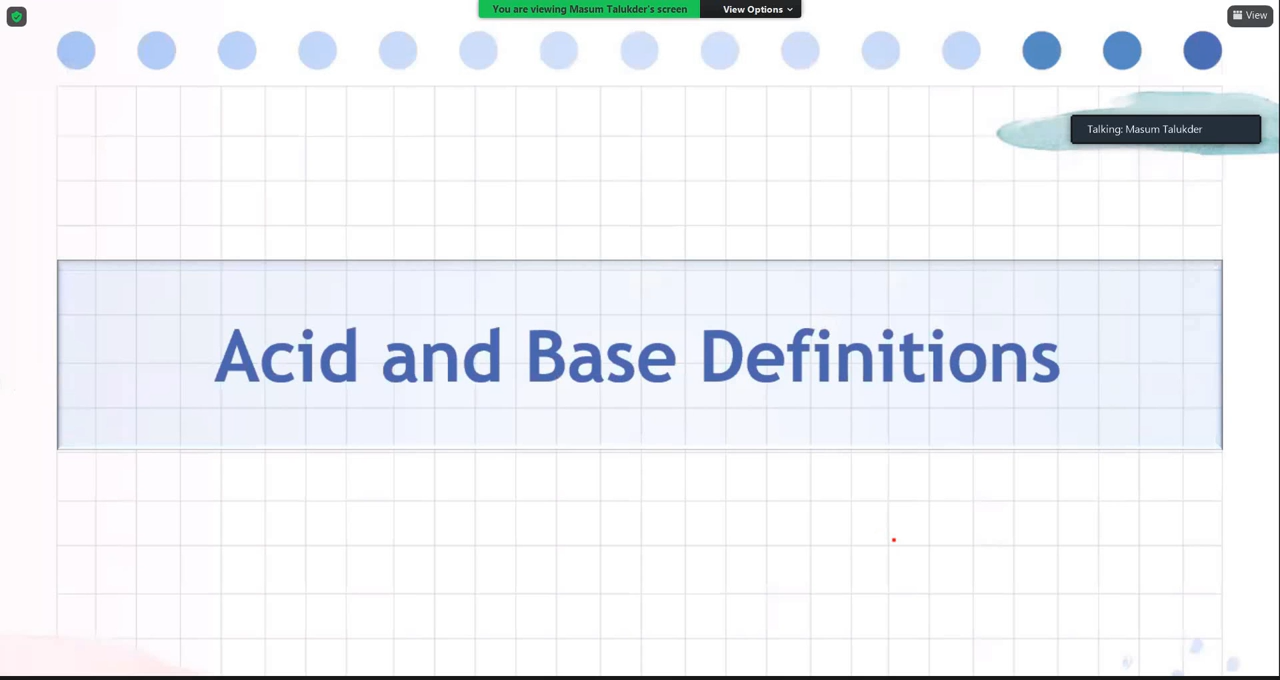 You are viewing Masum Talukder's screen
View Options
View
Talking: Masum Talukder
Acid and Base Definitions